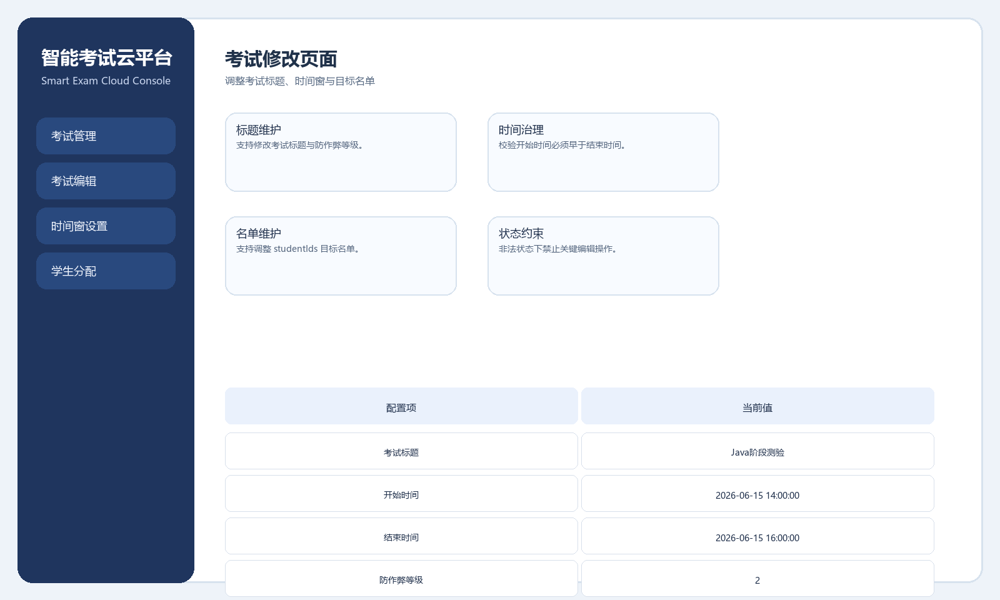 智能考试云平台
Smart Exam Cloud Console
考试管理
考试编辑
时间窗设置
学生分配
考试修改页面
调整考试标题、时间窗与目标名单
标题维护
支持修改考试标题与防作弊等级。
时间治理
校验开始时间必须早于结束时间。
名单维护
支持调整 studentIds 目标名单。
状态约束
非法状态下禁止关键编辑操作。
配置项 当前值
考试标题 Java阶段测验
开始时间 2026-06-15 14:00:00
结束时间 2026-06-15 16:00:00
防作弊等级 2